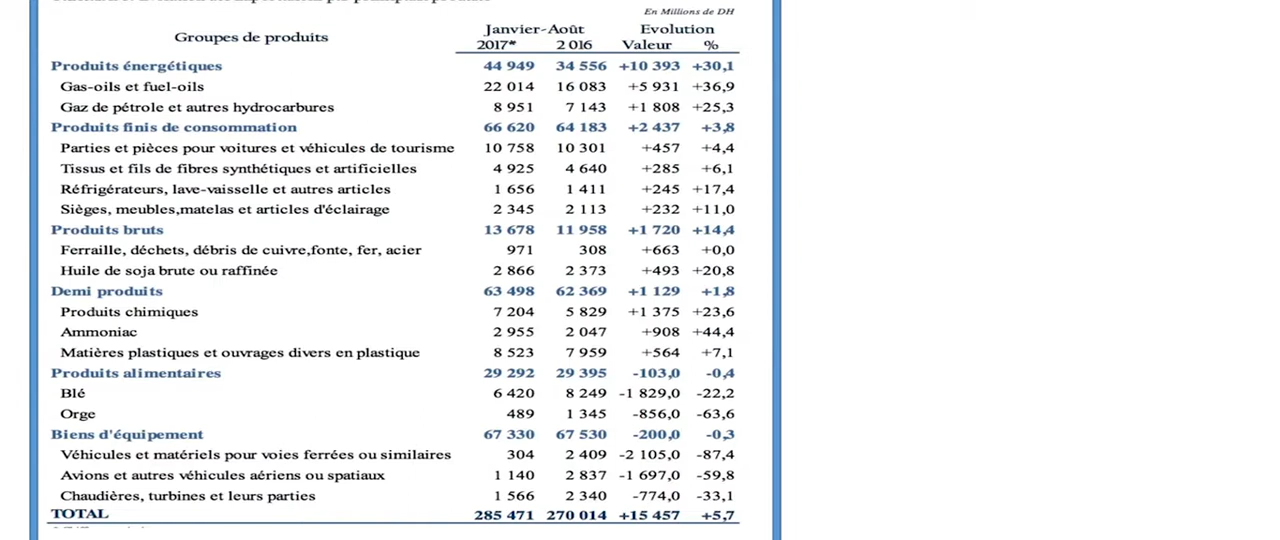 En Millions de DH
Groupes de produits Janvier-Août Evolution
2017* 2 016 Valeur %
Produits énergétiques 44 949 34 556 +10 393 +30,1
Gas-oils et fuel-oils 22 014 16 083 +5 931 +36,9
Gaz de pétrole et autres hydrocarbures 8 951 7 143 +1 808 +25,3
Produits finis de consommation 66 620 64 183 +2 437 +3,8
Parties et pièces pour voitures et véhicules de tourisme 10 758 10 301 +457 +4,4
Tissus et fils de fibres synthétiques et artificielles 4 925 4 640 +285 +6,1
Réfrigérateurs, lave-vaisselle et autres articles 1 656 1 411 +245 +17,4
Sièges, meubles,matelas et articles d'éclairage 2 345 2 113 +232 +11,0
Produits bruts 13 678 11 958 +1 720 +14,4
Ferraille, déchets, débris de cuivre,fonte, fer, acier 971 308 +663 +0,0
Huile de soja brute ou raffinée 2 866 2 373 +493 +20,8
Demi produits 63 498 62 369 +1 129 +1,8
Produits chimiques 7 204 5 829 +1 375 +23,6
Ammoniac 2 955 2 047 +908 +44,4
Matières plastiques et ouvrages divers en plastique 8 523 7 959 +564 +7,1
Produits alimentaires 29 292 29 395 -103,0 -0,4
Blé 6 420 8 249 -1 829,0 -22,2
Orge 489 1 345 -856,0 -63,6
Biens d'équipement 67 330 67 530 -200,0 -0,3
Véhicules et matériels pour voies ferrées ou similaires 304 2 409 -2 105,0 -87,4
Avions et autres véhicules aériens ou spatiaux 1 140 2 837 -1 697,0 -59,8
Chaudières, turbines et leurs parties 1 566 2 340 -774,0 -33,1
TOTAL 285 471 270 014 +15 457 +5,7